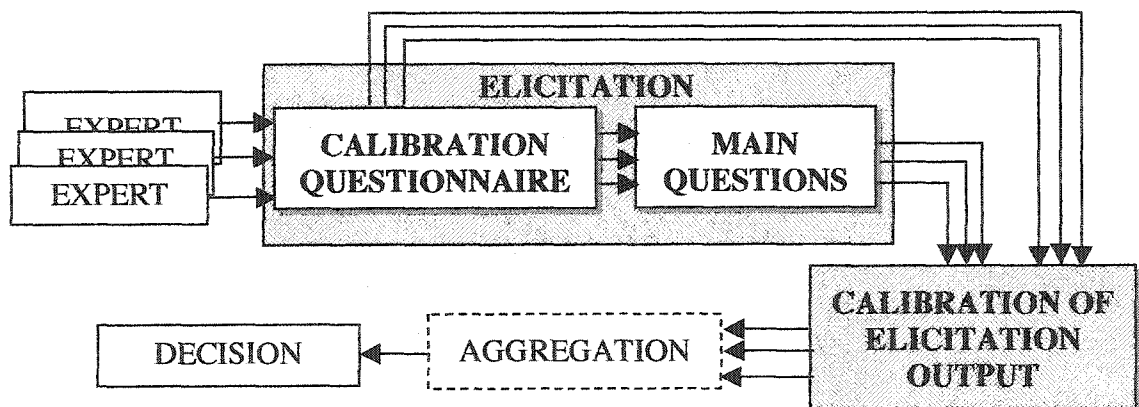 ELICITATION
EXPERT
EXPERT
EXPERT
CALIBRATION
QUESTIONNAIRE
MAIN
QUESTIONS
CALIBRATION OF
ELICITATION
OUTPUT
AGGREGATION
DECISION